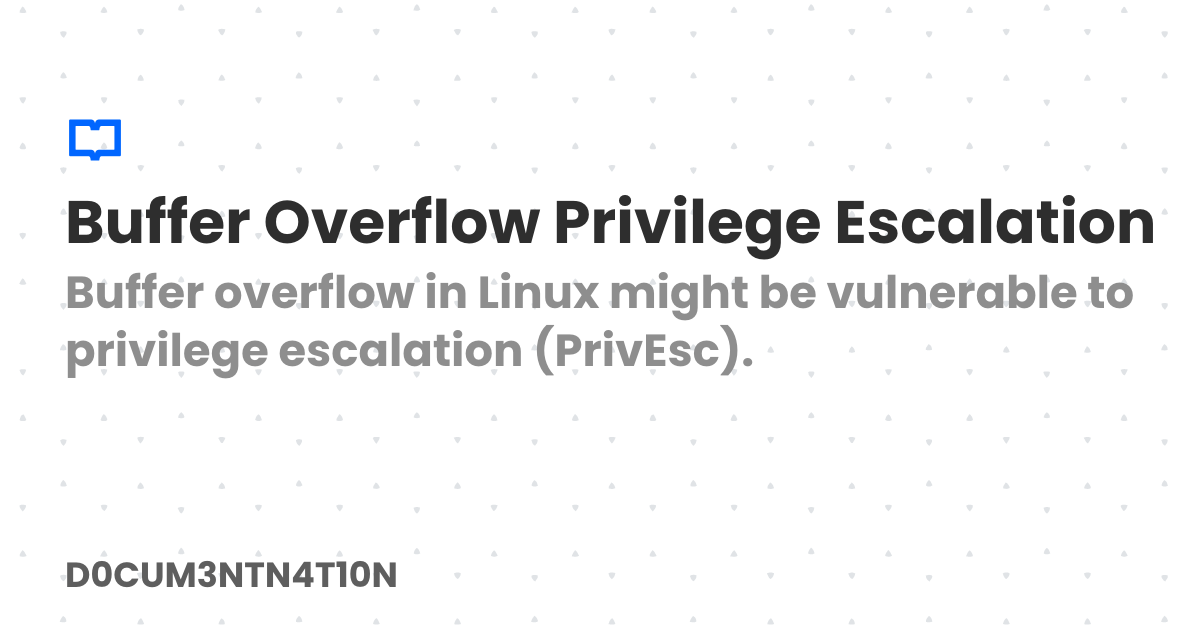 Buffer Overflow Privilege Escalation
Buffer overflow in Linux might be vulnerable to
privilege escalation (PrivEsc).
D0CUM3NTN4T10N